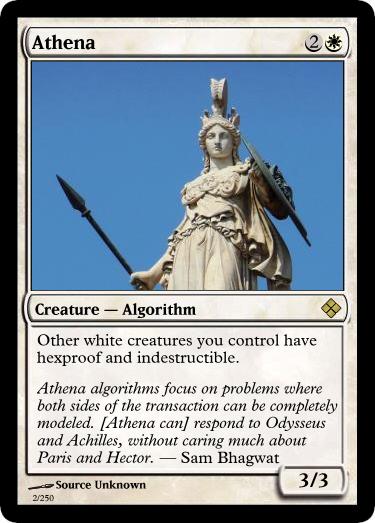 Athena 2
Creature — Algorithm
Other white creatures you control have
hexproof and indestructible.
Athena algorithms focus on problems where
both sides of the transaction can be completely
modeled. [Athena can] respond to Odysseus
and Achilles, without caring much about
Paris and Hector. — Sam Bhagwat
Source Unknown
3/3
2/250